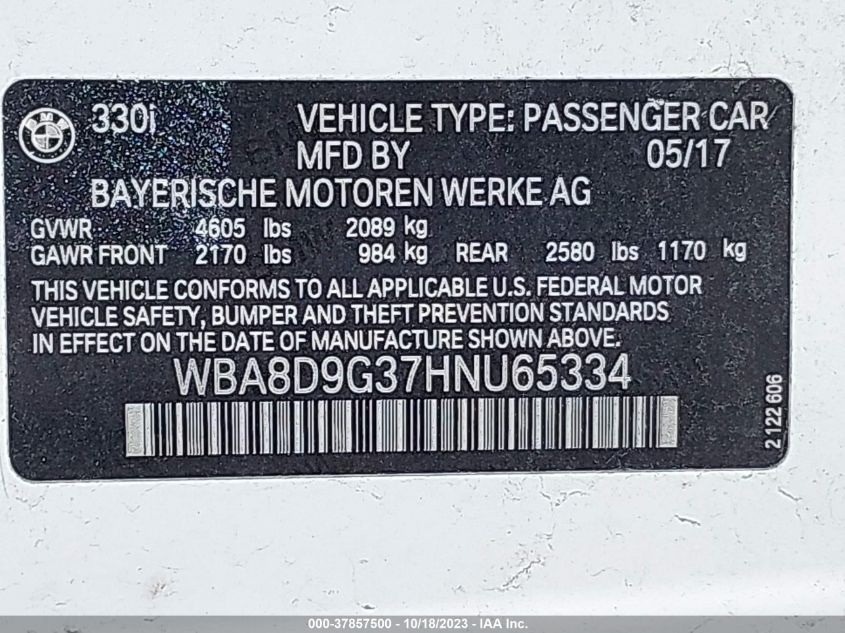 330i VEHICLE TYPE: PASSENGER CAR
MFD BY 05/17
BAYERISCHE MOTOREN WERKE AG
GVWR 4605 lbs 2089 kg
GAWR FRONT 2170 lbs 984 kg REAR 2580 lbs 1170 kg
THIS VEHICLE CONFORMS TO ALL APPLICABLE U.S. FEDERAL MOTOR
VEHICLE SAFETY, BUMPER AND THEFT PREVENTION STANDARDS
IN EFFECT ON THE DATE OF MANUFACTURE SHOWN ABOVE.
WBA8D9G37HNU65334
2 122 606
000-37857500 - 10/18/2023 - IAA Inc.